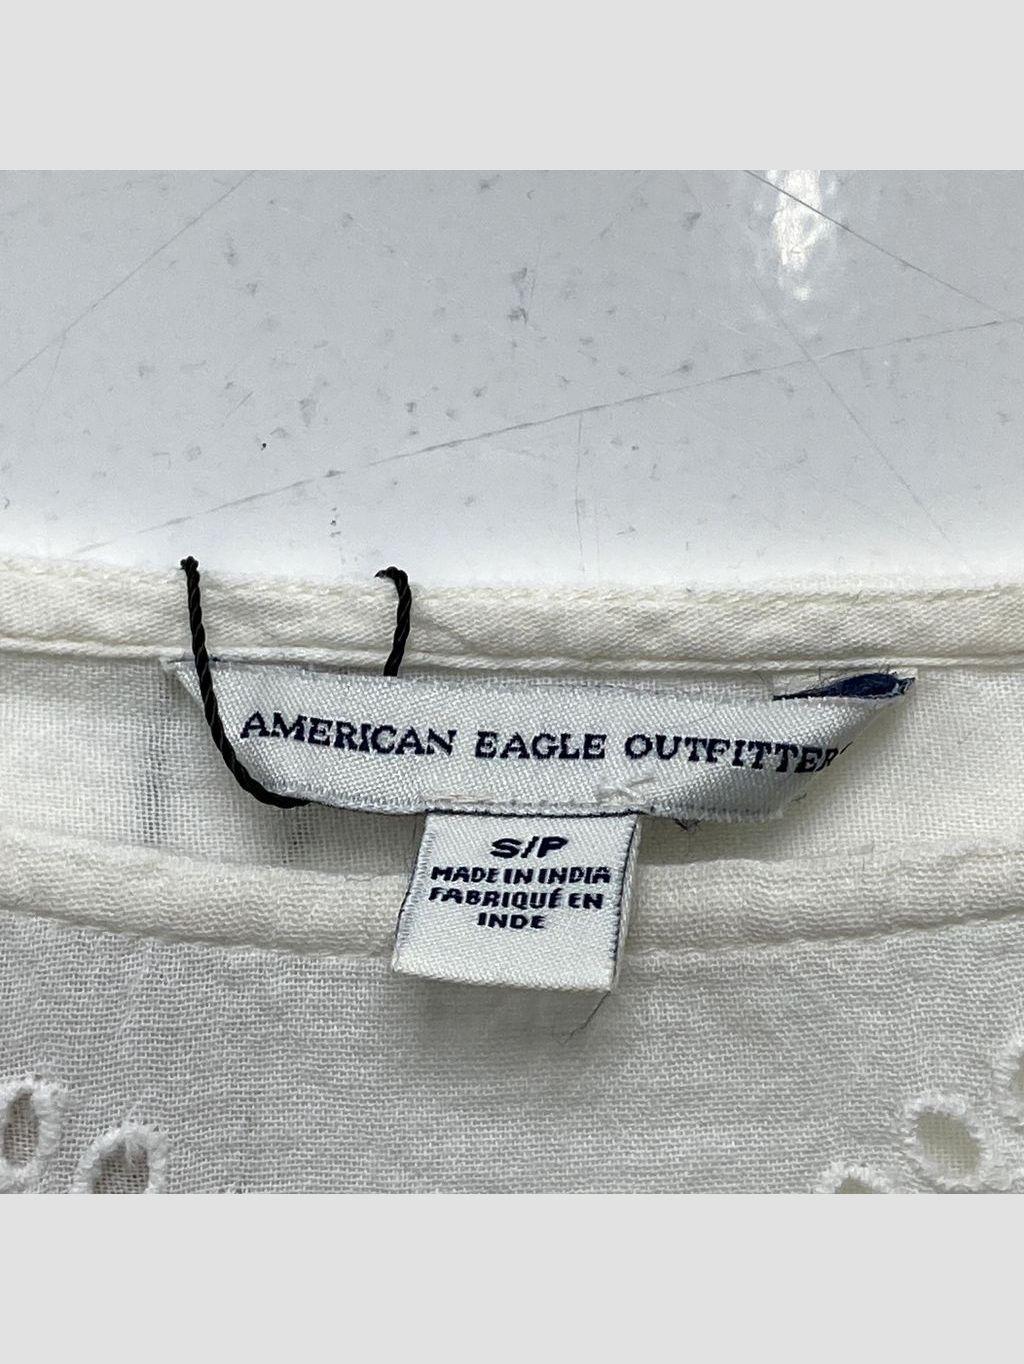 AMERICAN EAGLE OUTFITTER
S/P
MADE IN INDIA
FABRIQUÉ EN
INDE